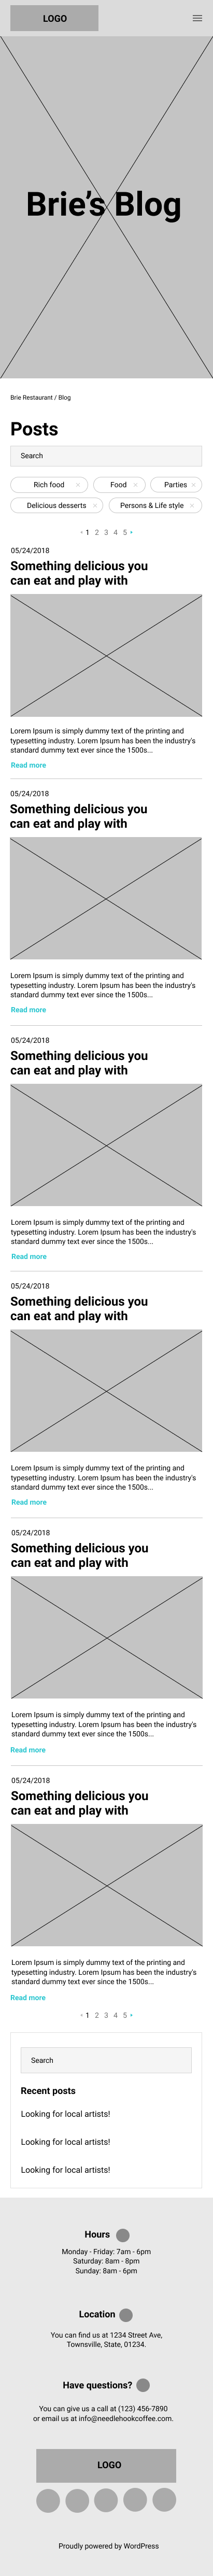 LOGO
Brie's Blog
Brie Restaurant / Blog
Posts
Search
Rich food × Food × Parties ×
Delicious desserts × Persons & Life style ×
1 2 3 4 5
05/24/2018
Something delicious you
can eat and play with
Lorem Ipsum is simply dummy text of the printing and
typesetting industry. Lorem Ipsum has been the industry's
standard dummy text ever since the 1500s...
Read more
05/24/2018
Something delicious you
can eat and play with
Lorem Ipsum is simply dummy text of the printing and
typesetting industry. Lorem Ipsum has been the industry's
standard dummy text ever since the 1500s...
Read more
05/24/2018
Something delicious you
can eat and play with
Lorem Ipsum is simply dummy text of the printing and
typesetting industry. Lorem Ipsum has been the industry's
standard dummy text ever since the 1500s...
Read more
05/24/2018
Something delicious you
can eat and play with
Lorem Ipsum is simply dummy text of the printing and
typesetting industry. Lorem Ipsum has been the industry's
standard dummy text ever since the 1500s...
Read more
05/24/2018
Something delicious you
can eat and play with
Lorem Ipsum is simply dummy text of the printing and
typesetting industry. Lorem Ipsum has been the industry's
standard dummy text ever since the 1500s...
Read more
05/24/2018
Something delicious you
can eat and play with
Lorem Ipsum is simply dummy text of the printing and
typesetting industry. Lorem Ipsum has been the industry's
standard dummy text ever since the 1500s...
Read more
1 2 3 4 5
Search
Recent posts
Looking for local artists!
Looking for local artists!
Looking for local artists!
Hours
Monday - Friday: 7am - 6pm
Saturday: 8am - 8pm
Sunday: 8am - 6pm
Location
You can find us at 1234 Street Ave,
Townsville, State, 01234.
Have questions?
You can give us a call at (123) 456-7890
or email us at info@needlehookcoffee.com.
LOGO
Proudly powered by WordPress